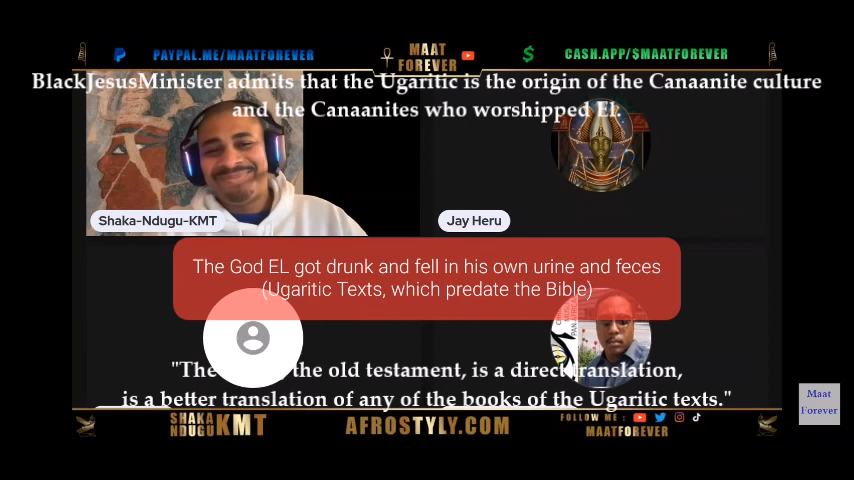 PAYPAL.ME/MAATFOREVER
MAAT
FOREVER
$ CASH.APP/$MAATFOREVER
BlackJesusMinister admits that the Ugaritic is the origin of the Canaanite culture
and the Canaanites who worshipped El.
Shaka-Ndugu-KMT
Jay Heru
The God EL got drunk and fell in his own urine and feces
(Ugaritic Texts, which predate the Bible)
"The the old testament, is a direct translation,
is a better translation of any of the books of the Ugaritic texts."
Maat
Forever
SHAKA
NDUGU KMT
AFROSTYLY.COM
FOLLOW ME :
MAATFOREVER